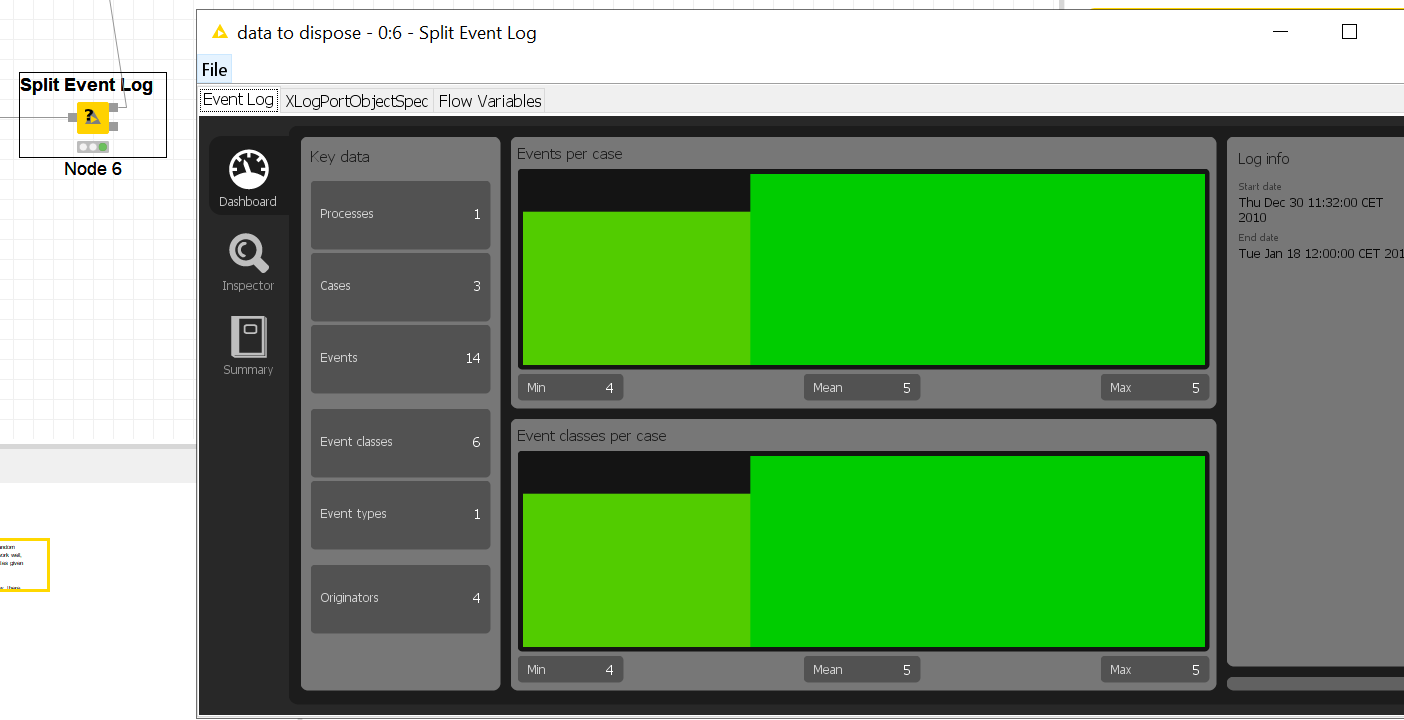 data to dispose - 0:6 - Split Event Log
File
Event Log XLogPortObjectSpec Flow Variables
Split Event Log
?
Node 6
Dashboard
Inspector
Summary
Key data
Processes 1
Cases 3
Events 14
Event classes 6
Event types 1
Originators 4
Events per case
Min 4 Mean 5 Max 5
Event classes per case
Min 4 Mean 5 Max 5
Log info
Start date
Thu Dec 30 11:32:00 CET
2010
End date
Tue Jan 18 12:00:00 CET 201
work well,
las given